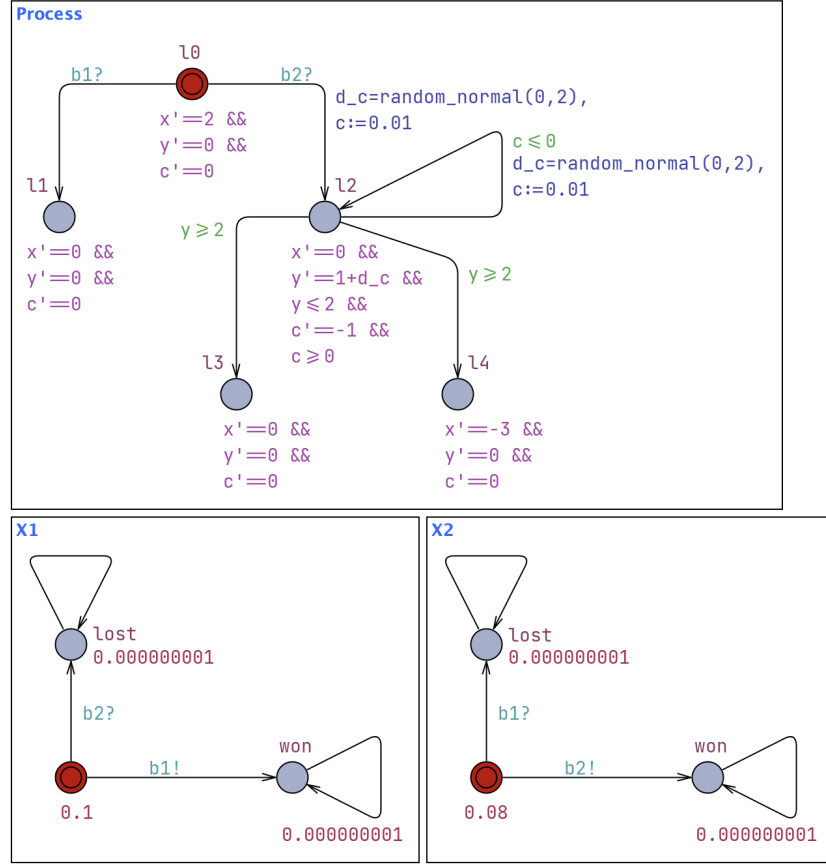 Process
l0
b1?
b2?
x'==2 &&
y'==0 &&
c'==0
d_c=random_normal(0,2),
c:=0.01
c≤0
d_c=random_normal(0,2),
c:=0.01
l1
x'==0 &&
y'==0 &&
c'==0
l2
y≥2
x'==0 &&
y'==1+d_c &&
y≤2 &&
c'==-1 &&
c≥0
y≥2
l3
x'==0 &&
y'==0 &&
c'==0
l4
x'==-3 &&
y'==0 &&
c'==0
X1
lost
0.000000001
b2?
b1!
won
0.1
0.000000001
X2
lost
0.000000001
b1?
b2!
won
0.08
0.000000001